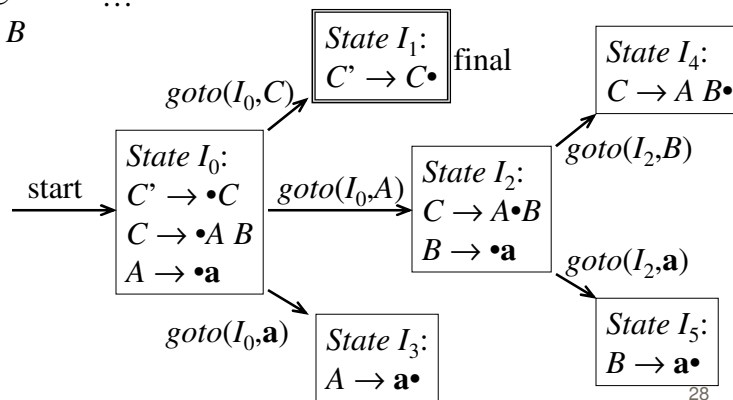 …
B
State I₁:
C’ → C•
final
State I₄:
C → A B•
goto(I₀,C)
goto(I₂,B)
State I₀:
C’ → •C
C → •A B
A → •a
start
goto(I₀,A)
State I₂:
C → A•B
B → •a
goto(I₂,a)
goto(I₀,a)
State I₃:
A → a•
State I₅:
B → a•
28